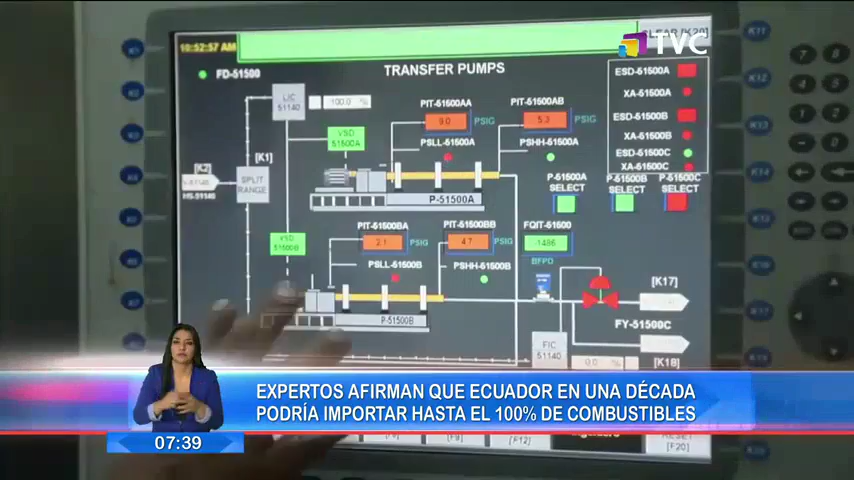 CLEAR [K20]
TVC
10:52:57 AM
FD-51500
TRANSFER PUMPS
LIC
51140
100.0 %
VSD
51500A
PIT-51500AA
9.0
PSIG
PSLL-51500A
PIT-51500AB
5.3
PSIG
PSHH-51500A
ESD-51500A
XA-51500A
ESD-51500B
XA-51500B
ESD-51500C
XA-51500C
[K2]
[K1]
SPLIT
RANGE
HS-51140
P-51500A
P-51500A
SELECT
P-51500B
SELECT
P-51500C
SELECT
VSD
51500B
PIT-51500BA
2.1
PSIG
PSLL-51500B
PIT-51500BB
4.7
PSIG
PSHH-51500B
FQIT-51500
1486
BFPD
P-51500B
[K17]
FY-51500C
[K18]
FIC
51140
0.0 %
EXPERTOS AFIRMAN QUE ECUADOR EN UNA DÉCADA
PODRÍA IMPORTAR HASTA EL 100% DE COMBUSTIBLES
07:39
[F12]
RESET
[F20]